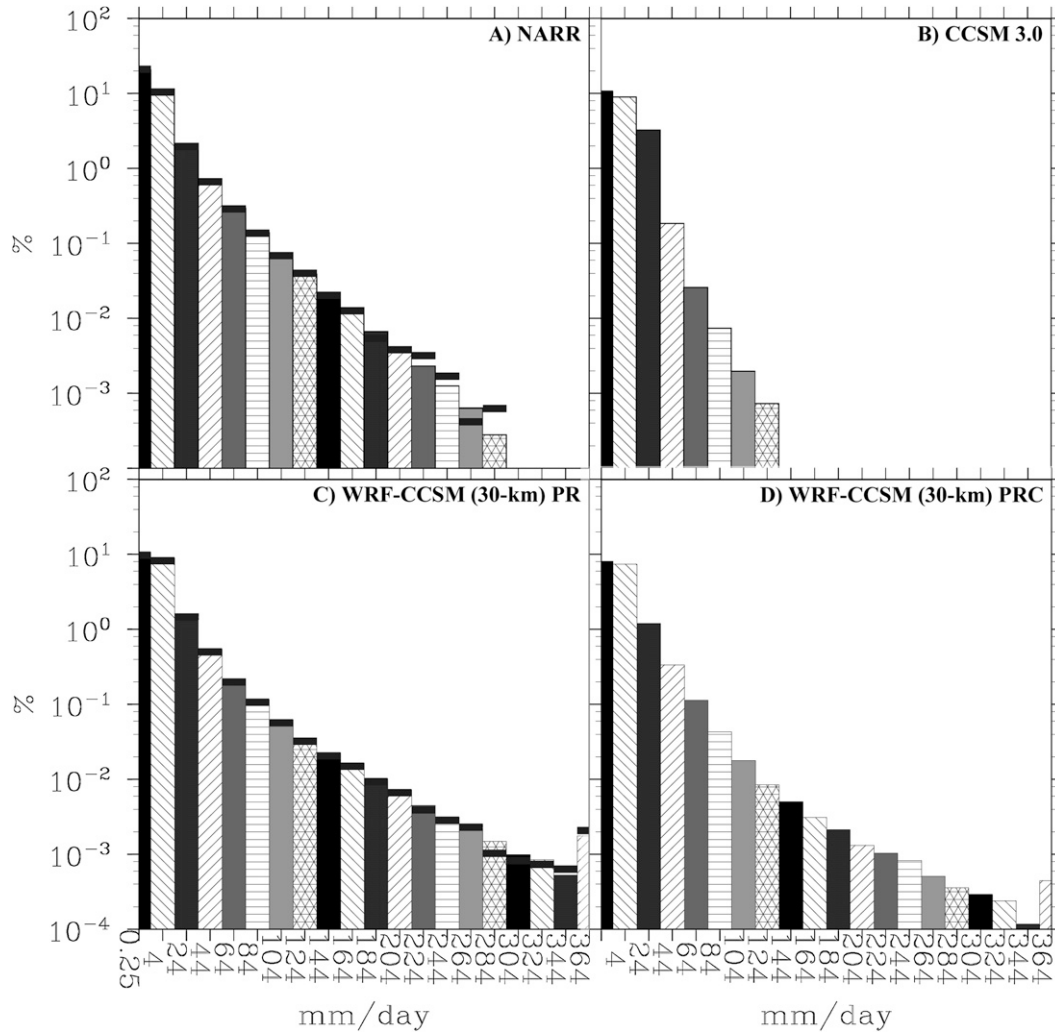 A) NARR
B) CCSM 3.0
10²
10¹
10⁰
10⁻¹
10⁻²
10⁻³
%
C) WRF-CCSM (30-km) PR
D) WRF-CCSM (30-km) PRC
10²
10¹
10⁰
10⁻¹
10⁻²
10⁻³
10⁻⁴
%
0.25 4 24 44 64 84 104 124 144 184 204 224 244 264 284 304 324 344 364
4 24 44 64 84 104 124 144 184 204 224 244 264 284 304 324 344 364
mm/day
mm/day